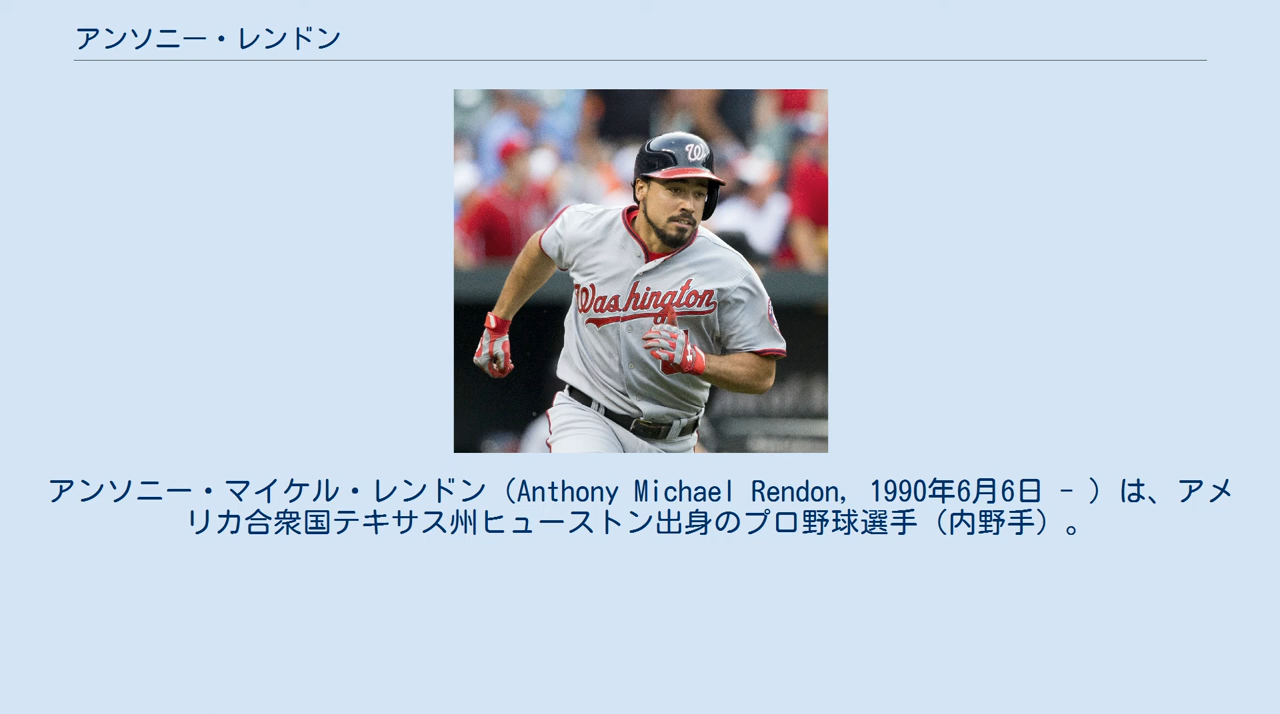 アンソニー・レンドン
W
Washington
アンソニー・マイケル・レンドン（Anthony Michael Rendon, 1990年6月6日 - ）は、アメ
リカ合衆国テキサス州ヒューストン出身のプロ野球選手（内野手）。